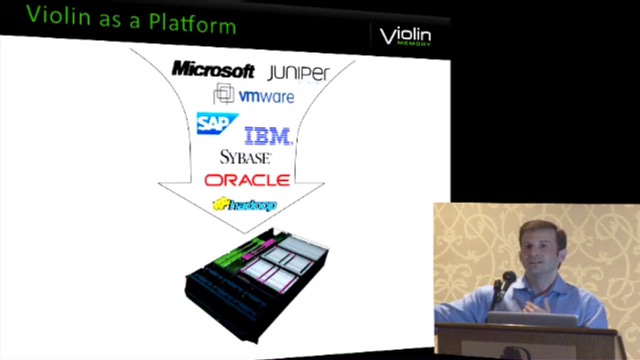 Violin as a Platform
Violin
MEMORY
Microsoft JUNIPER
vmware
SAP
IBM
SYBASE
ORACLE
hadoop